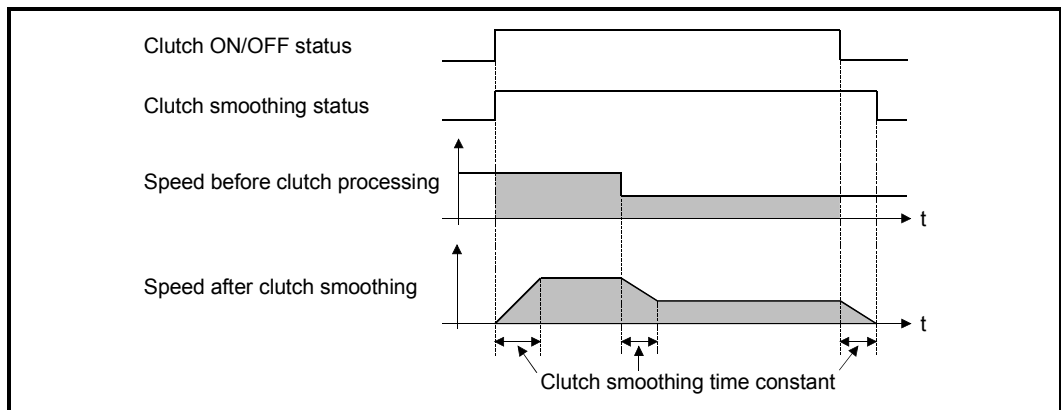 Clutch ON/OFF status
Clutch smoothing status
Speed before clutch processing
t
Speed after clutch smoothing
t
Clutch smoothing time constant